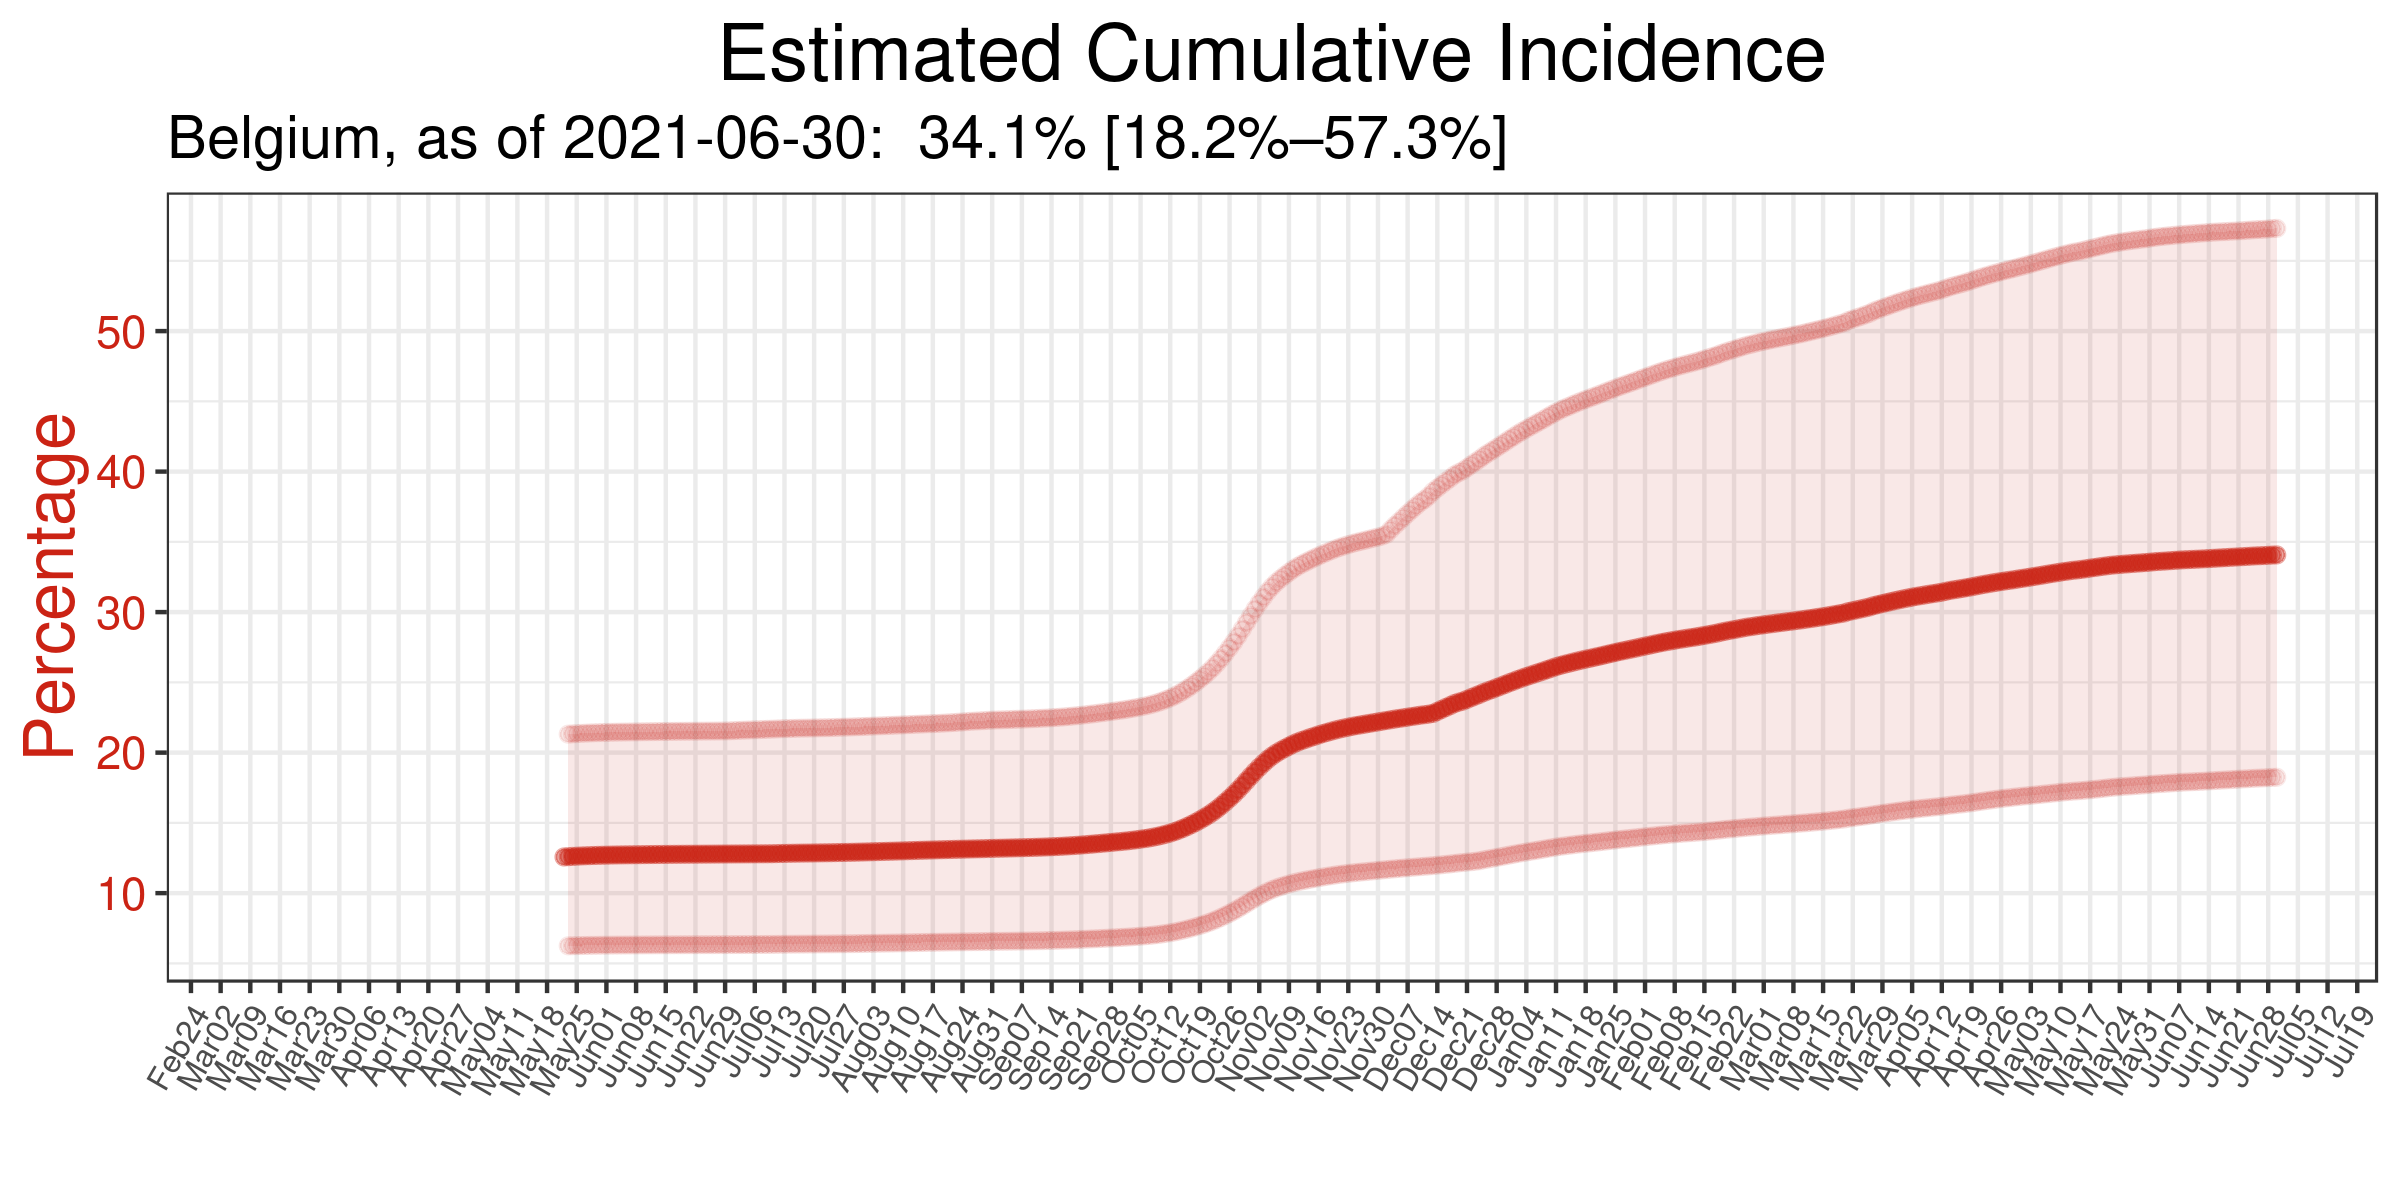 Estimated Cumulative Incidence
Belgium, as of 2021-06-30:  34.1% [18.2%–57.3%]
Percentage
50
40
30
20
10
Feb24
Mar02
Mar09
Mar16
Mar23
Mar30
Apr06
Apr13
Apr20
Apr27
May04
May11
May18
May25
Jun01
Jun08
Jun15
Jun22
Jun29
Jul06
Jul13
Jul20
Jul27
Aug03
Aug10
Aug17
Aug24
Aug31
Sep07
Sep14
Sep21
Sep28
Oct05
Oct12
Oct19
Oct26
Nov02
Nov09
Nov16
Nov23
Nov30
Dec07
Dec14
Dec21
Dec28
Jan04
Jan11
Jan18
Jan25
Feb01
Feb08
Feb15
Feb22
Mar01
Mar08
Mar15
Mar22
Mar29
Apr05
Apr12
Apr19
Apr26
May03
May10
May17
May24
May31
Jun07
Jun14
Jun21
Jun28
Jul05
Jul12
Jul19